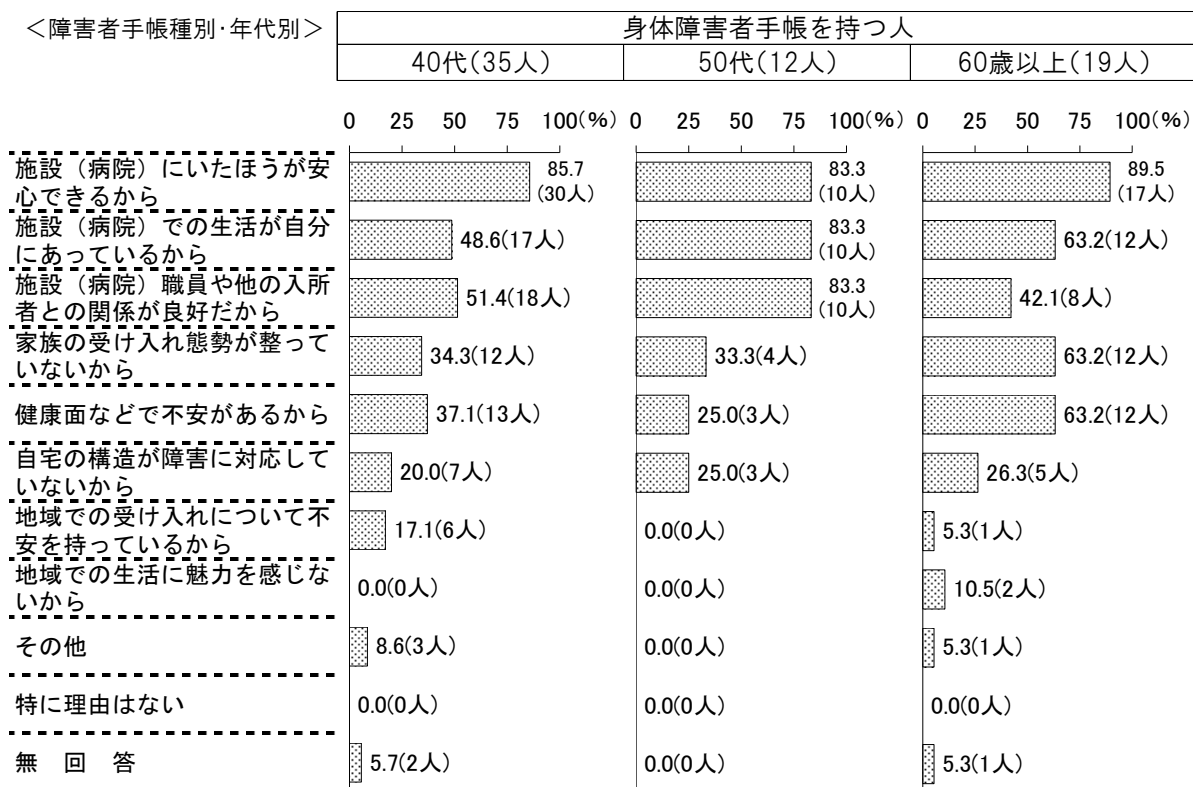 ＜障害者手帳種別･年代別＞
身体障害者手帳を持つ人
40代(35人) 50代(12人) 60歳以上(19人)
0 25 50 75 100(%) 0 25 50 75 100(%) 0 25 50 75 100(%)
施設（病院）にいたほうが安
心できるから
85.7
(30人)
83.3
(10人)
89.5
(17人)
施設（病院）での生活が自分
にあっているから
48.6(17人)
83.3
(10人)
63.2(12人)
施設（病院）職員や他の入所
者との関係が良好だから
51.4(18人)
83.3
(10人)
42.1(8人)
家族の受け入れ態勢が整って
いないから
34.3(12人) 33.3(4人) 63.2(12人)
健康面などで不安があるから
37.1(13人) 25.0(3人) 63.2(12人)
自宅の構造が障害に対応して
いないから
20.0(7人) 25.0(3人) 26.3(5人)
地域での受け入れについて不
安を持っているから
17.1(6人) 0.0(0人) 5.3(1人)
地域での生活に魅力を感じな
いから
0.0(0人) 0.0(0人) 10.5(2人)
その他
8.6(3人) 0.0(0人) 5.3(1人)
特に理由はない
0.0(0人) 0.0(0人) 0.0(0人)
無　回　答
5.7(2人) 0.0(0人) 5.3(1人)